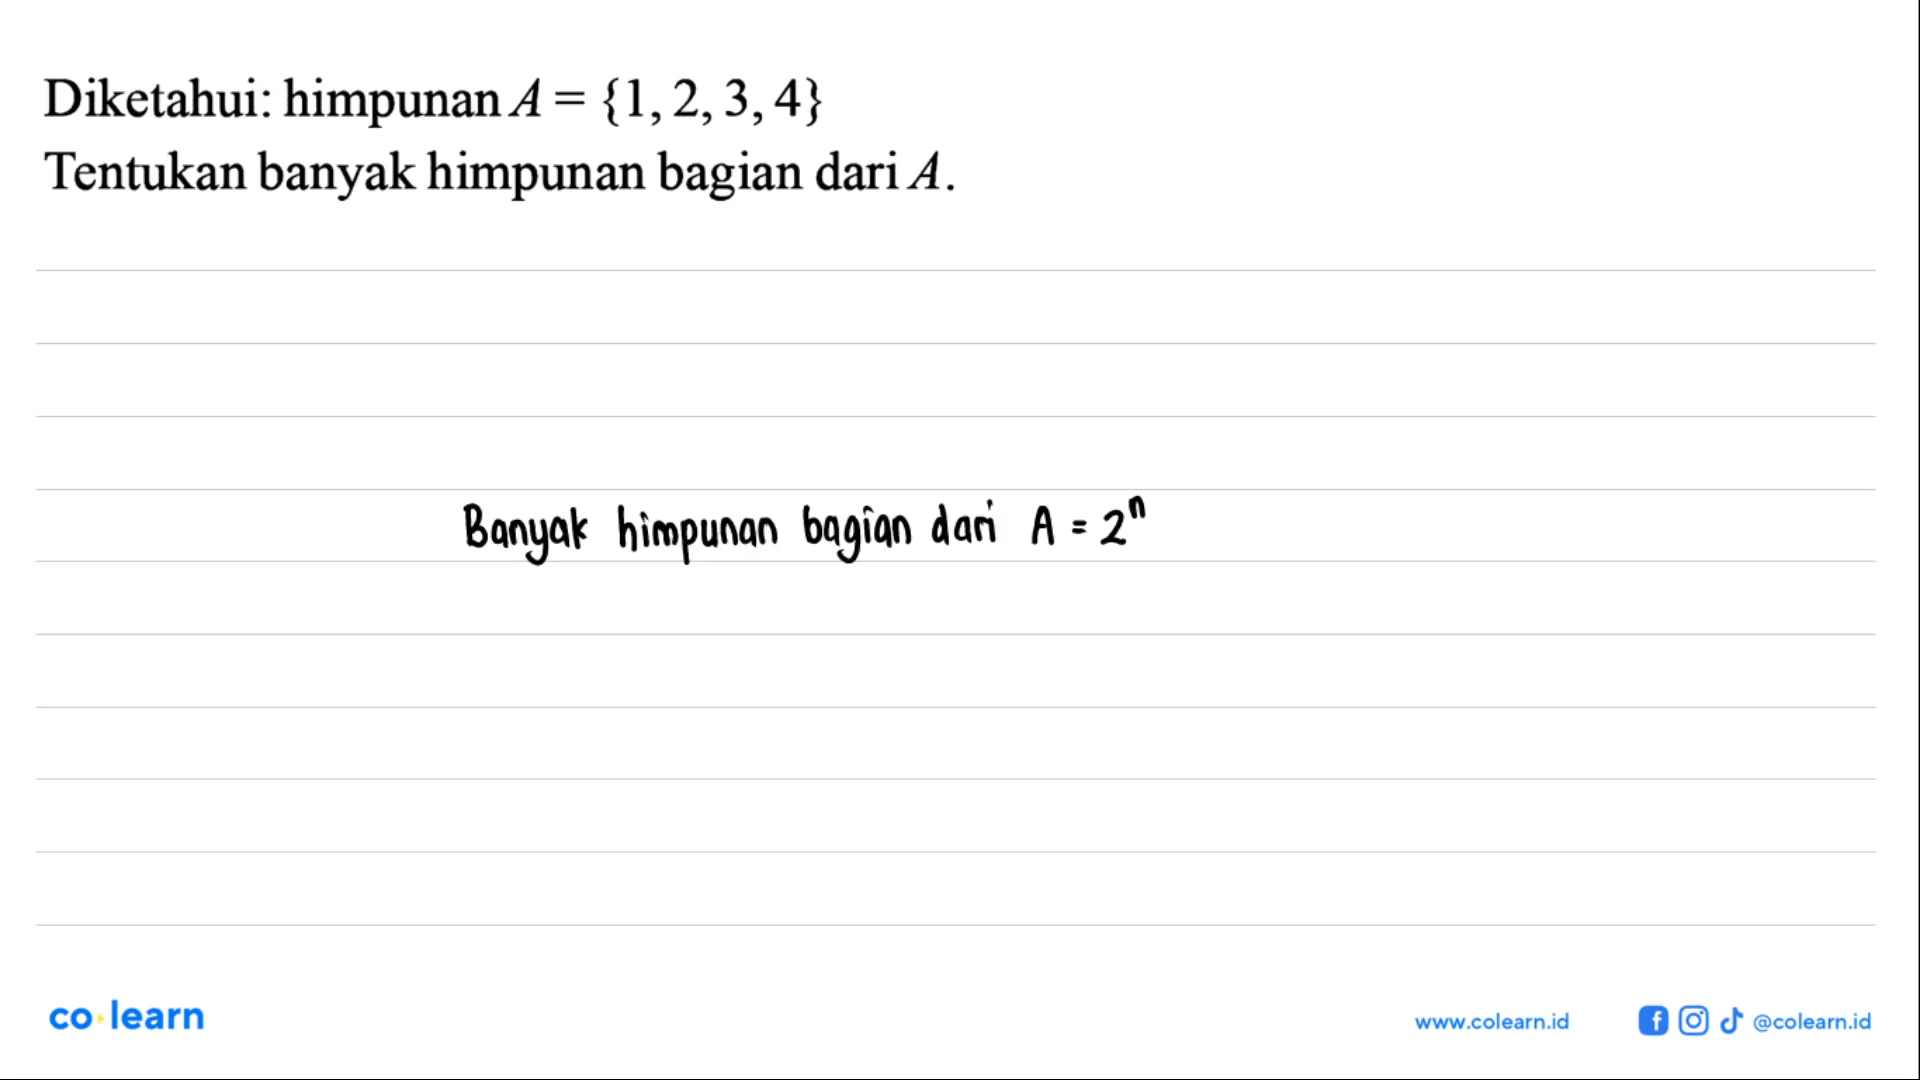 Diketahui: himpunan A = {1, 2, 3, 4}
Tentukan banyak himpunan bagian dari A.
Banyak himpunan bagian dari A = 2ⁿ
co learn
www.colearn.id @colearn.id